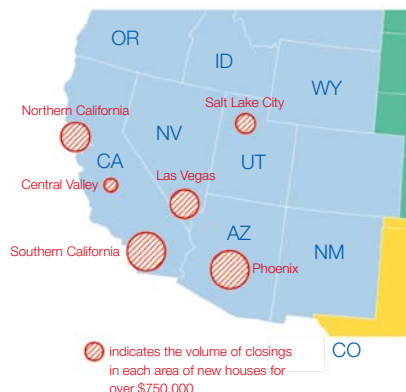 OR
ID
WY
Salt Lake City
Northern California
NV
CA
UT
Las Vegas
Central Valley
AZ
Southern California
NM
Phoenix
CO
indicates the volume of closings
in each area of new houses for
over $750,000